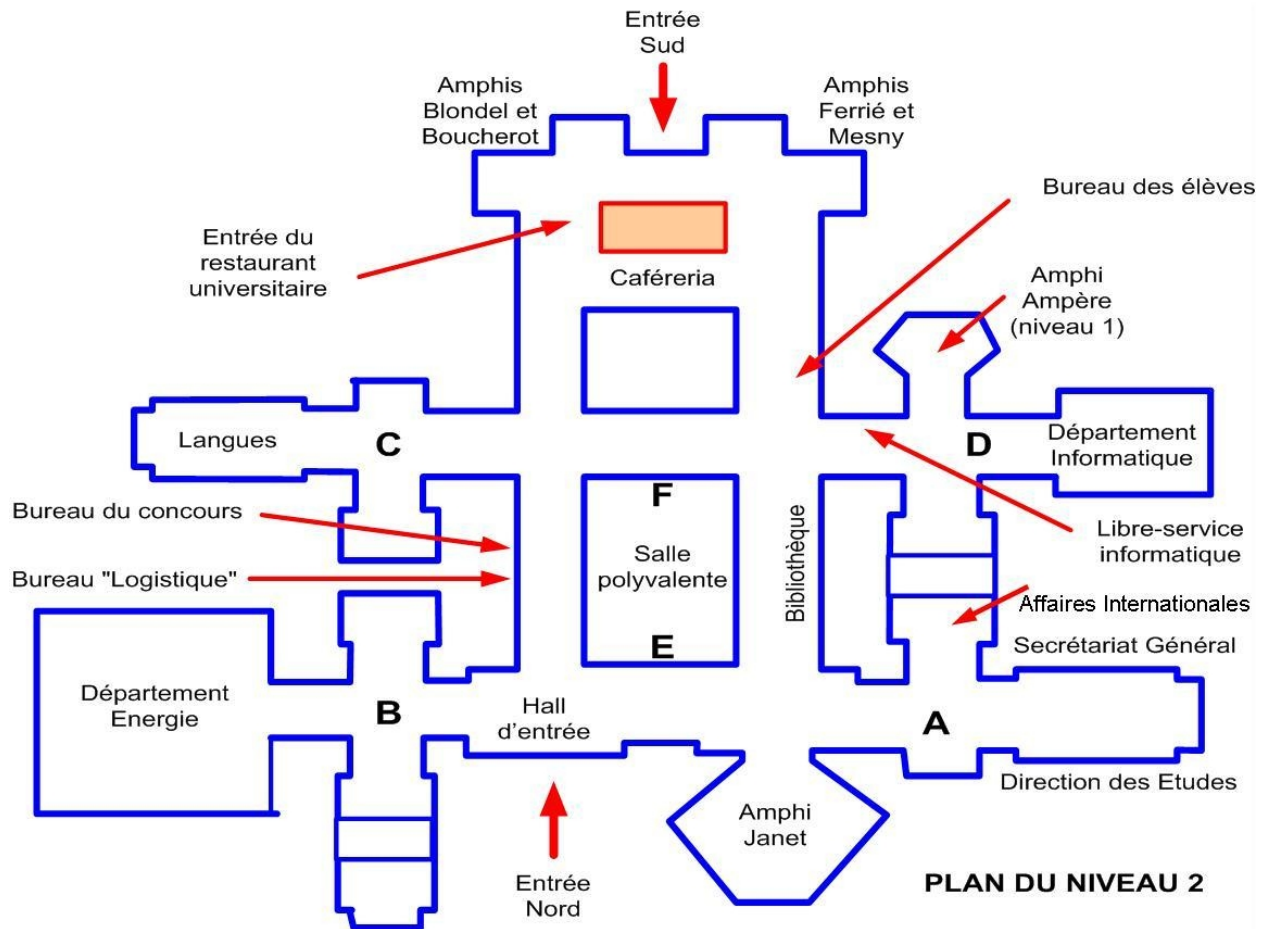 Entrée
Sud
Amphis
Blondel et
Boucherot
Amphis
Ferrié et
Mesny
Bureau des élèves
Entrée du
restaurant
universitaire
Caféreria
Amphi
Ampère
(niveau 1)
Langues
C
D
Département
Informatique
F
Bureau du concours
Salle
polyvalente
Bibliothèque
Libre-service
informatique
Bureau "Logistique"
Affaires Internationales
E
Secrétariat Général
Département
Energie
B
Hall
d'entrée
A
Direction des Etudes
Amphi
Janet
Entrée
Nord
PLAN DU NIVEAU 2